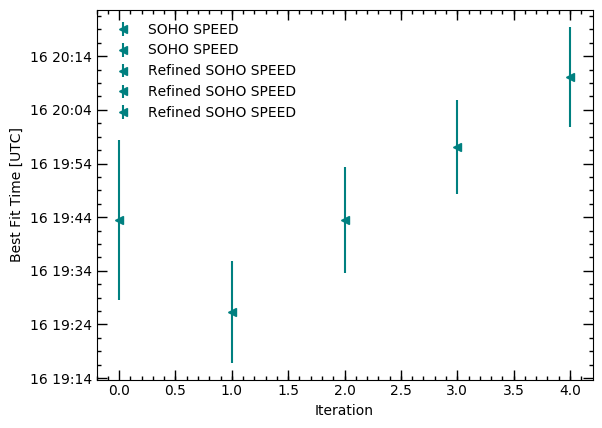 SOHO SPEED
SOHO SPEED
Refined SOHO SPEED
Refined SOHO SPEED
Refined SOHO SPEED
Best Fit Time [UTC]
16 20:14
16 20:04
16 19:54
16 19:44
16 19:34
16 19:24
16 19:14
0.0 0.5 1.0 1.5 2.0 2.5 3.0 3.5 4.0
Iteration